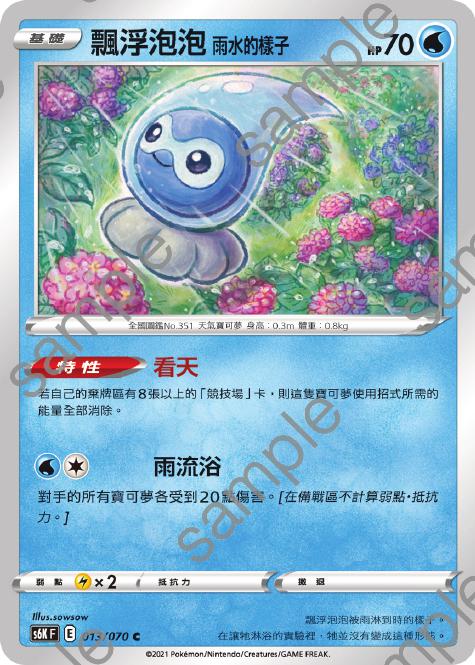 基礎 飄浮泡泡 雨水的樣子 HP 70
全國圖鑑No.351 天氣寶可夢 身高:0.3m 體重:0.8kg
特性 看天
若自己的棄牌區有8張以上的「競技場」卡,則這隻寶可夢使用招式所需的
能量全部消除。
雨流浴
對手的所有寶可夢各受到20點傷害。[在備戰區不計算弱點・抵抗
力。]
弱點 ×2 抵抗力 撤退
Illus.sowsow
s6K F E 013/070 C
飄浮泡泡被雨淋到時的樣子。
在讓牠淋浴的實驗裡,牠並沒有變成這種形態。
©2021 Pokémon/Nintendo/Creatures/GAME FREAK.
sample
sample
sample
sample
sample
sample